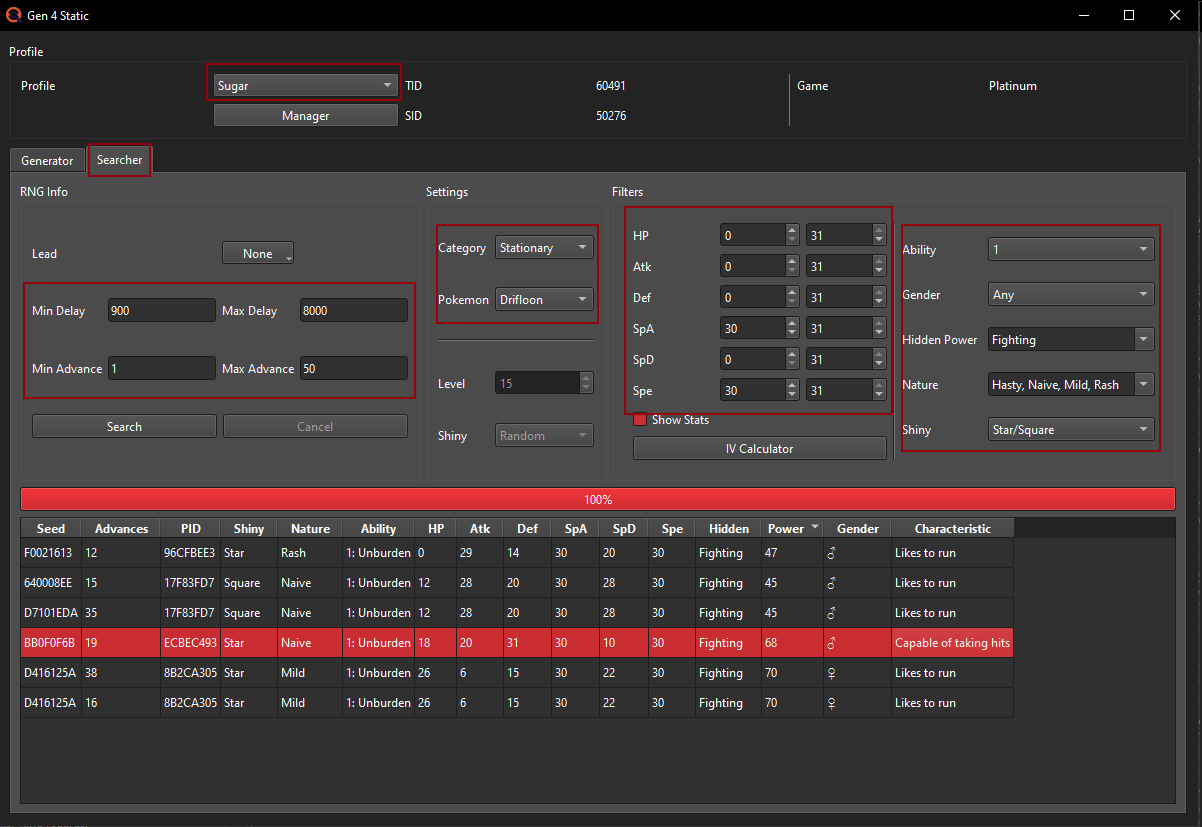 Gen 4 Static
Profile
Profile Sugar TID 60491 Game Platinum
Manager SID 50276
Generator Searcher
RNG Info Settings Filters
Lead None
Min Delay 900 Max Delay 8000
Min Advance 1 Max Advance 50
Search Cancel
Category Stationary
Pokemon Drifloon
Level 15
Shiny Random
HP 0 31
Atk 0 31
Def 0 31
SpA 30 31
SpD 0 31
Spe 30 31
Show Stats
IV Calculator
Ability 1
Gender Any
Hidden Power Fighting
Nature Hasty, Naive, Mild, Rash
Shiny Star/Square
100%
Seed Advances PID Shiny Nature Ability HP Atk Def SpA SpD Spe Hidden Power Gender Characteristic
F0021613 12 96CFBEE3 Star Rash 1: Unburden 0 29 14 30 20 30 Fighting 47 ♂ Likes to run
640008EE 15 17F83FD7 Square Naive 1: Unburden 12 28 20 30 28 30 Fighting 45 ♂ Likes to run
D7101EDA 35 17F83FD7 Square Naive 1: Unburden 12 28 20 30 28 30 Fighting 45 ♂ Likes to run
BB0F0F6B 19 ECBEC493 Star Naive 1: Unburden 18 20 31 30 10 30 Fighting 68 ♂ Capable of taking hits
D416125A 38 8B2CA305 Star Mild 1: Unburden 26 6 15 30 22 30 Fighting 70 ♀ Likes to run
D416125A 16 8B2CA305 Star Mild 1: Unburden 26 6 15 30 22 30 Fighting 70 ♀ Likes to run